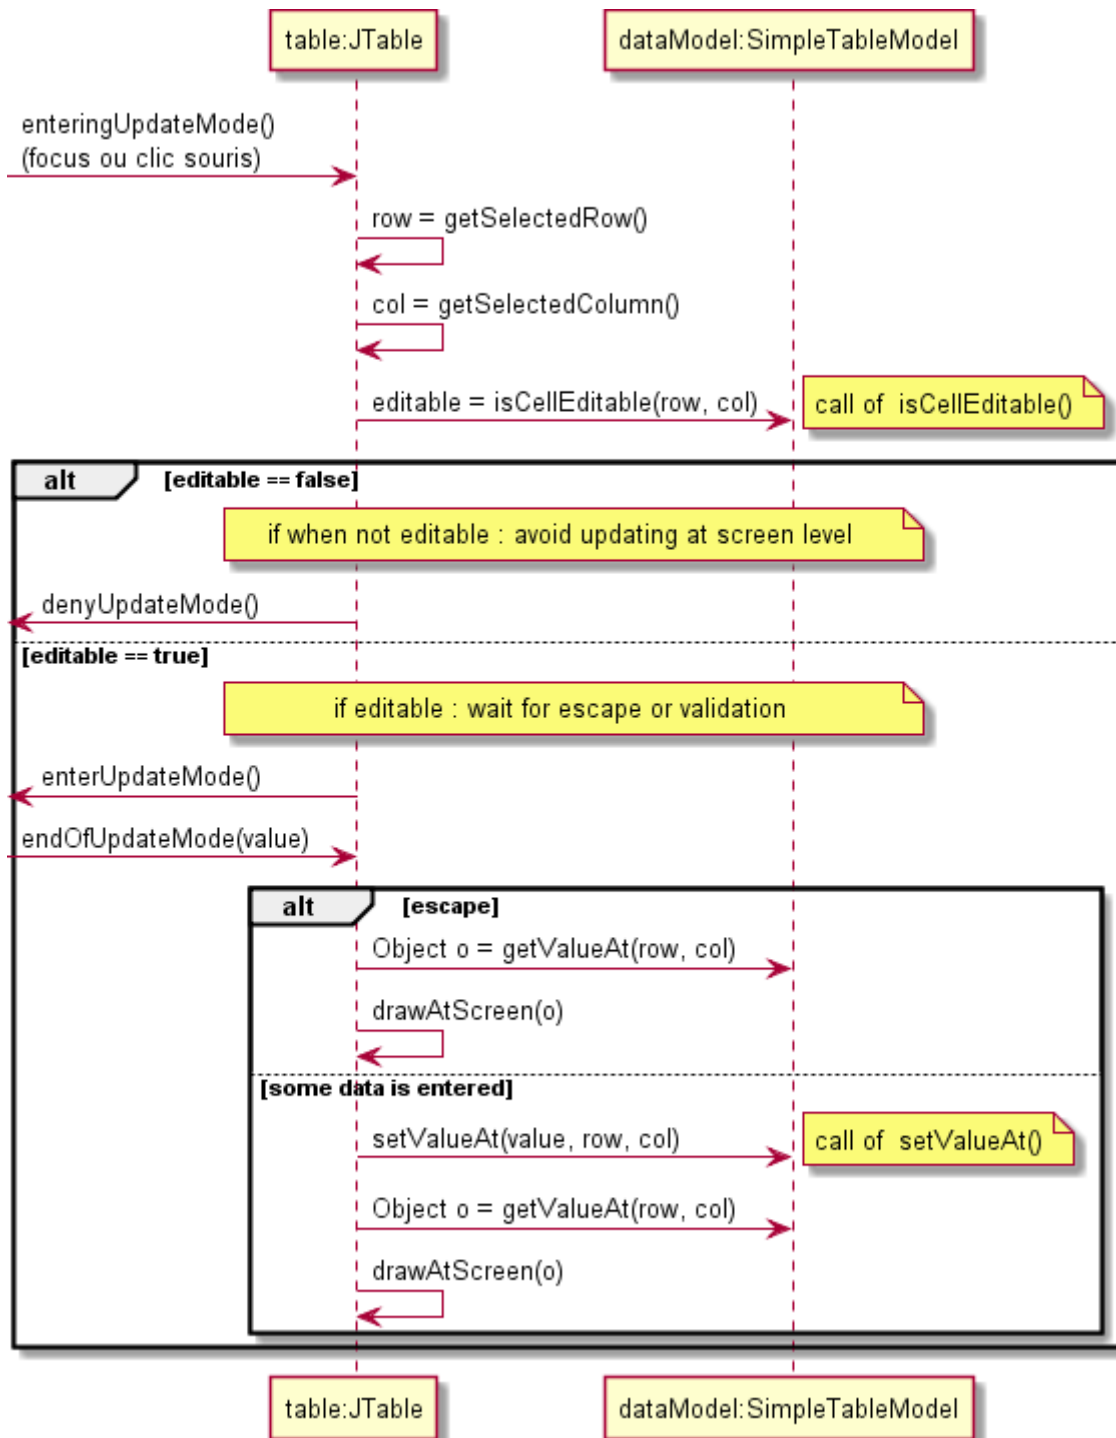 table:JTable
dataModel:SimpleTableModel
enteringUpdateMode()
(focus ou clic souris)
row = getSelectedRow()
col = getSelectedColumn()
editable = isCellEditable(row, col)
call of  isCellEditable()
alt
[editable == false]
if when not editable : avoid updating at screen level
denyUpdateMode()
[editable == true]
if editable : wait for escape or validation
enterUpdateMode()
endOfUpdateMode(value)
alt
[escape]
Object o = getValueAt(row, col)
drawAtScreen(o)
[some data is entered]
setValueAt(value, row, col)
call of  setValueAt()
Object o = getValueAt(row, col)
drawAtScreen(o)
table:JTable
dataModel:SimpleTableModel